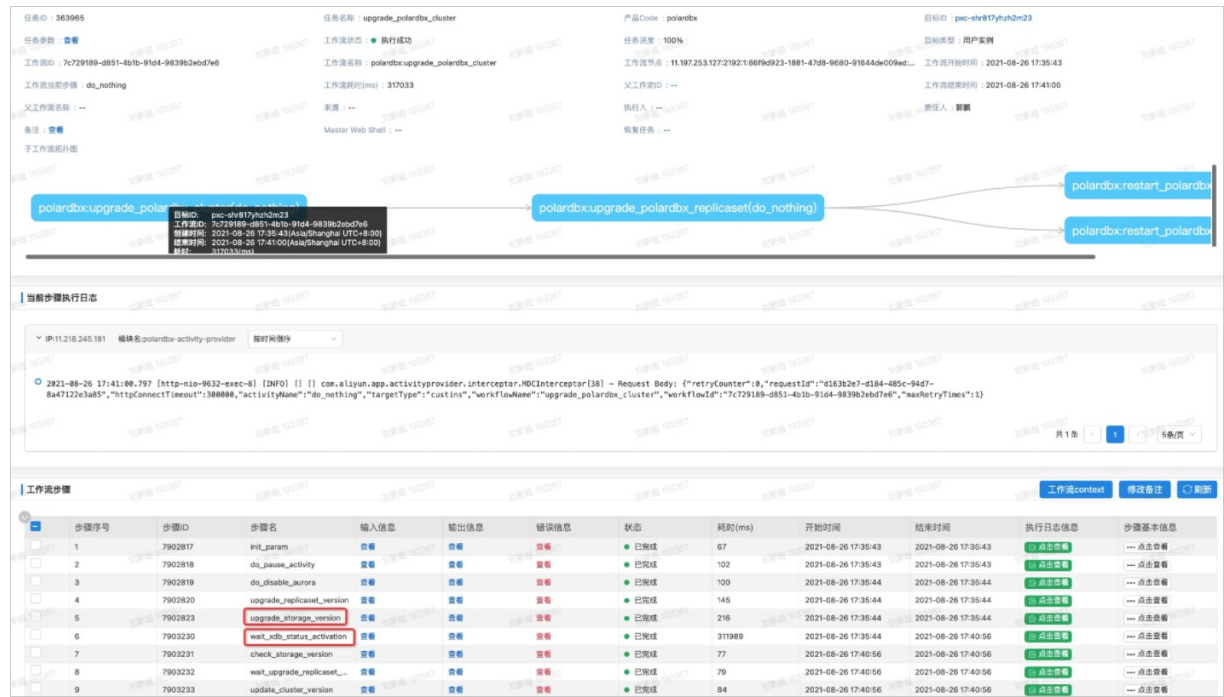 任务ID : 363965 任务名称 : upgrade_polardbx_cluster 产品Code : polardbx 目标ID : pxc-shr817yhzh2m23
任务参数 : 查看 工作流状态 : 执行成功 任务进度 : 100% 目标类型 : 用户实例
工作流ID : 7c729189-d851-4b1b-91d4-9839b2ebd7e6 工作流名称 : polardbx:upgrade_polardbx_cluster 工作流节点 : 11.197.253.127:2192:1:66f9d923-1881-47d8-9680-91644de009ad:... 工作流开始时间 : 2021-08-26 17:35:43
工作流当前步骤 : do_nothing 工作流耗时(ms) : 317033 父工作流ID : -- 工作流结束时间 : 2021-08-26 17:41:00
父工作流名称 : -- 来源 : -- 执行人 : -- 责任人 : 郭鹏
备注 : 查看 Master Web Shell : -- 恢复任务 : --
子工作流拓扑图
polardbx:upgrade_polardbx_cluster(do_nothing) polardbx:upgrade_polardbx_replicaset(do_nothing) polardbx:restart_polardbx
polardbx:restart_polardbx
目标ID: pxc-shr817yhzh2m23
工作流ID: 7c729189-d851-4b1b-91d4-9839b2ebd7e6
创建时间: 2021-08-26 17:35:43(Asia/Shanghai UTC+8:00)
结束时间: 2021-08-26 17:41:00(Asia/Shanghai UTC+8:00)
耗时: 317033(ms)
当前步骤执行日志
IP:11.218.245.181 模块名:polardbx-activity-provider 按时间倒序
2021-08-26 17:41:00.797 [http-nio-9632-exec-8] [INFO] [] [] com.aliyun.app.activityprovider.interceptor.MDCInterceptor[38] - Request Body: {"retryCounter":0,"requestId":"d163b2e7-d184-485c-94d7-
8a47122e3a85","httpConnectTimeout":300000,"activityName":"do_nothing","targetType":"custins","workflowName":"upgrade_polardbx_cluster","workflowId":"7c729189-d851-4b1b-91d4-9839b2ebd7e6","maxRetryTimes":1}
共 1 条 < 1 > 5条/页
工作流步骤 工作流context 修改备注 刷新
步骤序号 步骤ID 步骤名 输入信息 输出信息 错误信息 状态 耗时(ms) 开始时间 结束时间 执行日志信息 步骤基本信息
1 7902817 init_param 查看 查看 查看 已完成 67 2021-08-26 17:35:43 2021-08-26 17:35:43 点击查看 点击查看
2 7902818 do_pause_activity 查看 查看 查看 已完成 102 2021-08-26 17:35:43 2021-08-26 17:35:43 点击查看 点击查看
3 7902819 do_disable_aurora 查看 查看 查看 已完成 100 2021-08-26 17:35:44 2021-08-26 17:35:44 点击查看 点击查看
4 7902820 upgrade_replicaset_version 查看 查看 查看 已完成 145 2021-08-26 17:35:44 2021-08-26 17:35:44 点击查看 点击查看
5 7902823 upgrade_storage_version 查看 查看 查看 已完成 216 2021-08-26 17:35:44 2021-08-26 17:35:44 点击查看 点击查看
6 7903230 wait_xdb_status_activation 查看 查看 查看 已完成 311989 2021-08-26 17:35:44 2021-08-26 17:40:56 点击查看 点击查看
7 7903231 check_storage_version 查看 查看 查看 已完成 77 2021-08-26 17:40:56 2021-08-26 17:40:56 点击查看 点击查看
8 7903232 wait_upgrade_replicaset_... 查看 查看 查看 已完成 79 2021-08-26 17:40:56 2021-08-26 17:40:56 点击查看 点击查看
9 7903233 update_cluster_version 查看 查看 查看 已完成 84 2021-08-26 17:40:56 2021-08-26 17:40:56 点击查看 点击查看